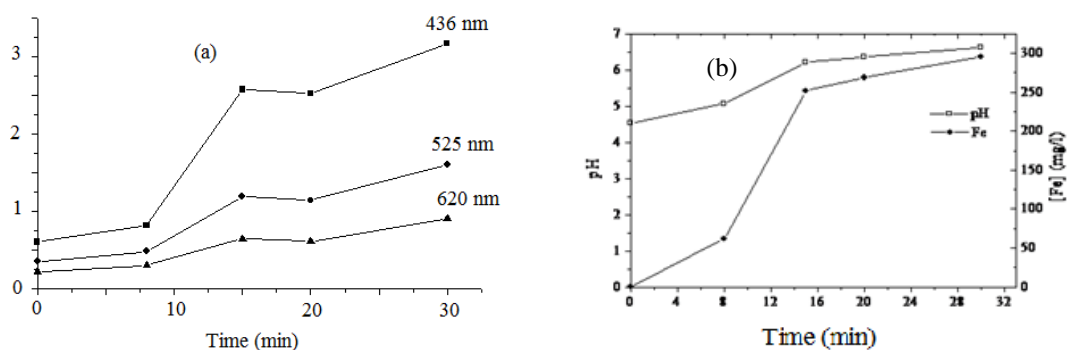 (a)
436 nm
525 nm
620 nm
3
2
1
0
0 10 20 30
Time (min)
(b)
7
6
5
4
3
2
1
0
pH
pH
Fe
300
250
200
150
100
50
0
[Fe] (mg/l)
0 4 8 12 16 20 24 28 32
Time (min)